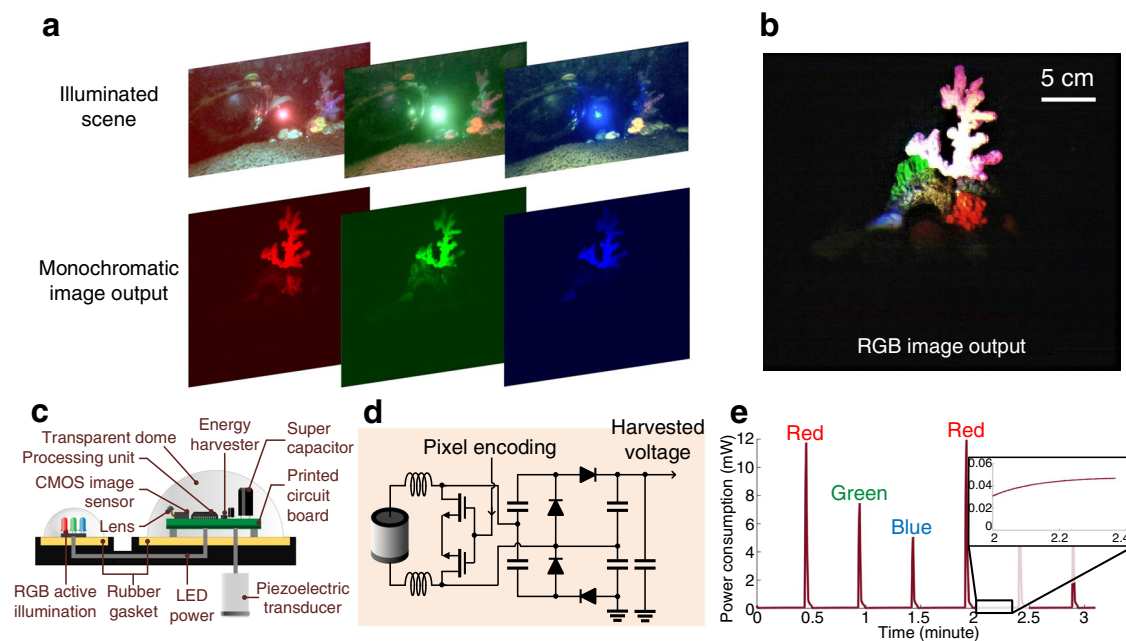 a
Illuminated
scene
Monochromatic
image output
b
5 cm
RGB image output
c
Transparent dome
Processing unit
CMOS image
sensor
Lens
Energy
harvester
Super
capacitor
Printed
circuit
board
RGB active
illumination
Rubber
gasket
LED
power
Piezoelectric
transducer
d
Pixel encoding
Harvested
voltage
e
Power consumption (mW)
12
10
8
6
4
2
0
Red
Green
Blue
Red
0.06
0.04
0.02
0
2
2.2
2.4
0
0.5
1
1.5
2
2.5
3
Time (minute)